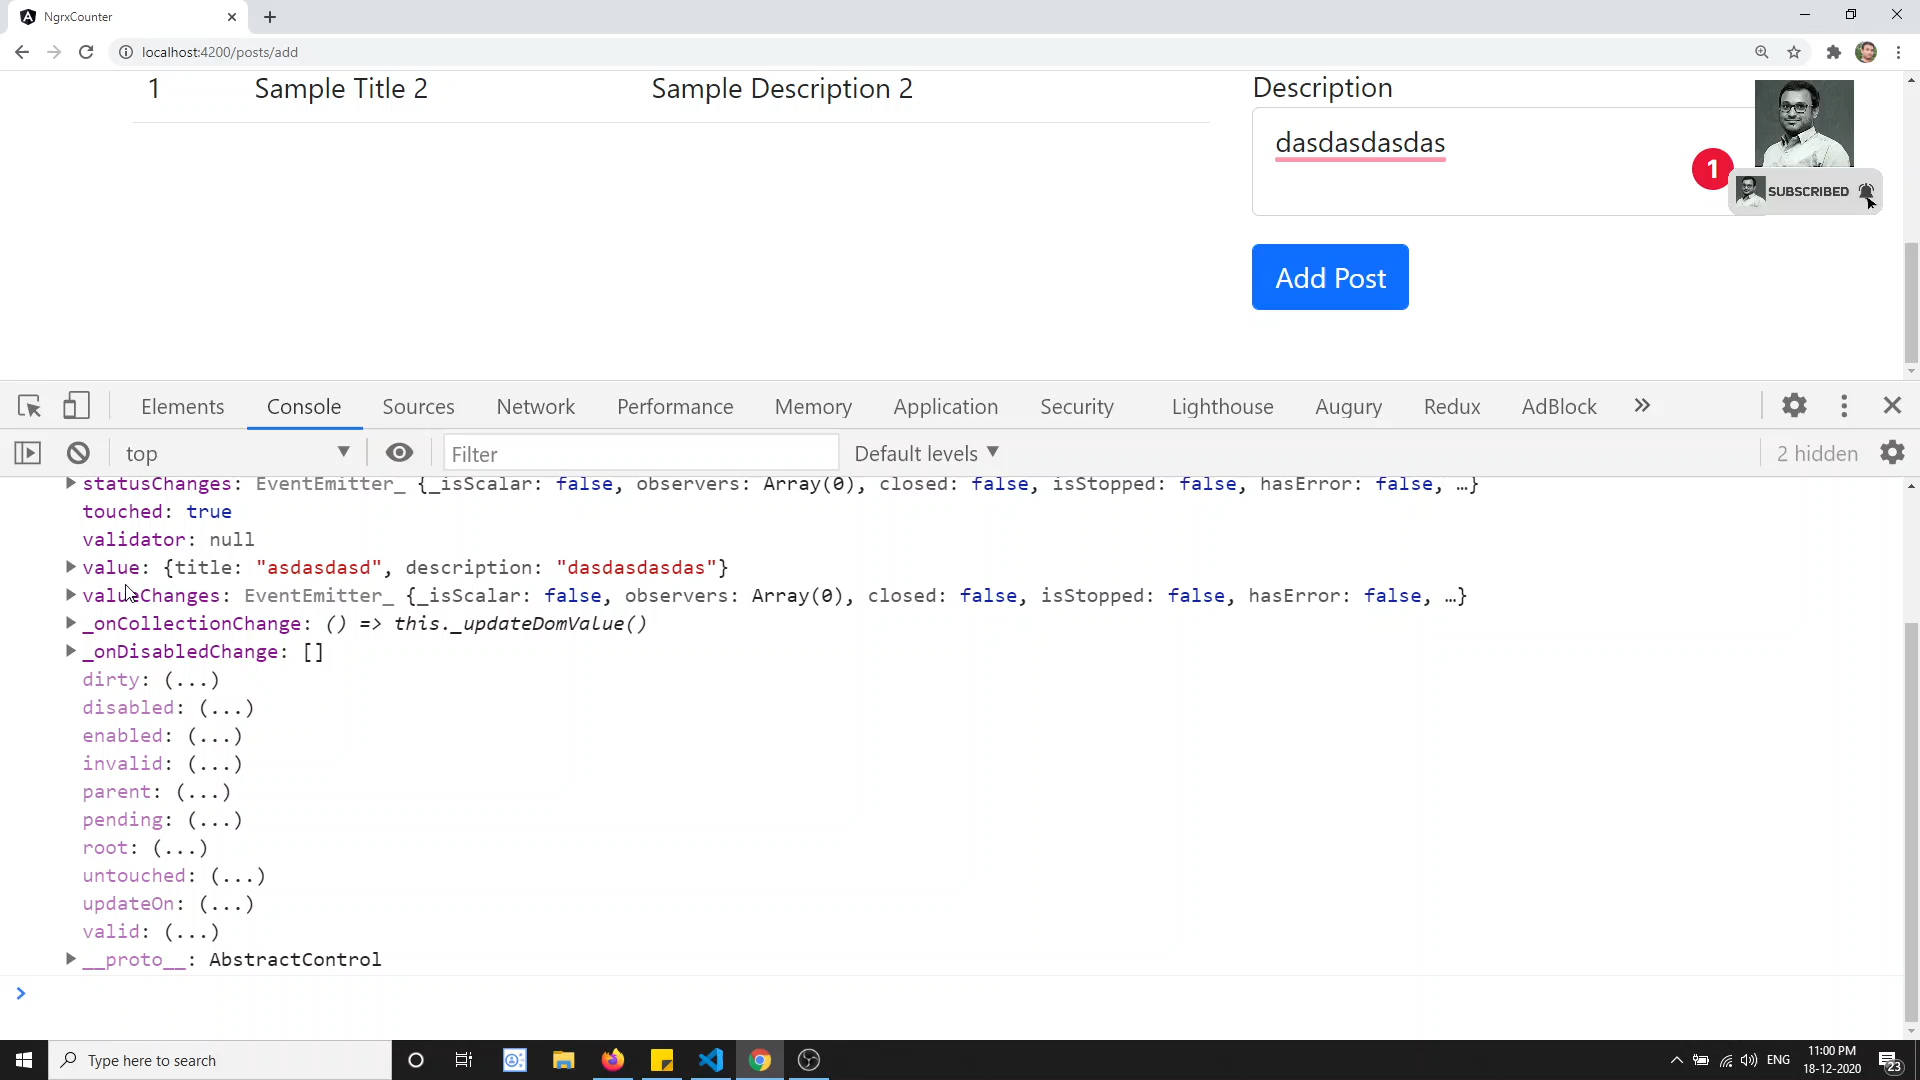 NgrxCounter
localhost:4200/posts/add
1 Sample Title 2 Sample Description 2
Description
dasdasdasdas
1
SUBSCRIBED
Add Post
Elements Console Sources Network Performance Memory Application Security Lighthouse Augury Redux AdBlock
top Filter Default levels 2 hidden
statusChanges: EventEmitter_ {_isScalar: false, observers: Array(0), closed: false, isStopped: false, hasError: false, …}
touched: true
validator: null
value: {title: "asdasdasd", description: "dasdasdasdas"}
valueChanges: EventEmitter_ {_isScalar: false, observers: Array(0), closed: false, isStopped: false, hasError: false, …}
_onCollectionChange: () => this._updateDomValue()
_onDisabledChange: []
dirty: (...)
disabled: (...)
enabled: (...)
invalid: (...)
parent: (...)
pending: (...)
root: (...)
untouched: (...)
updateOn: (...)
valid: (...)
__proto__: AbstractControl
Type here to search
ENG
11:00 PM
18-12-2020
23